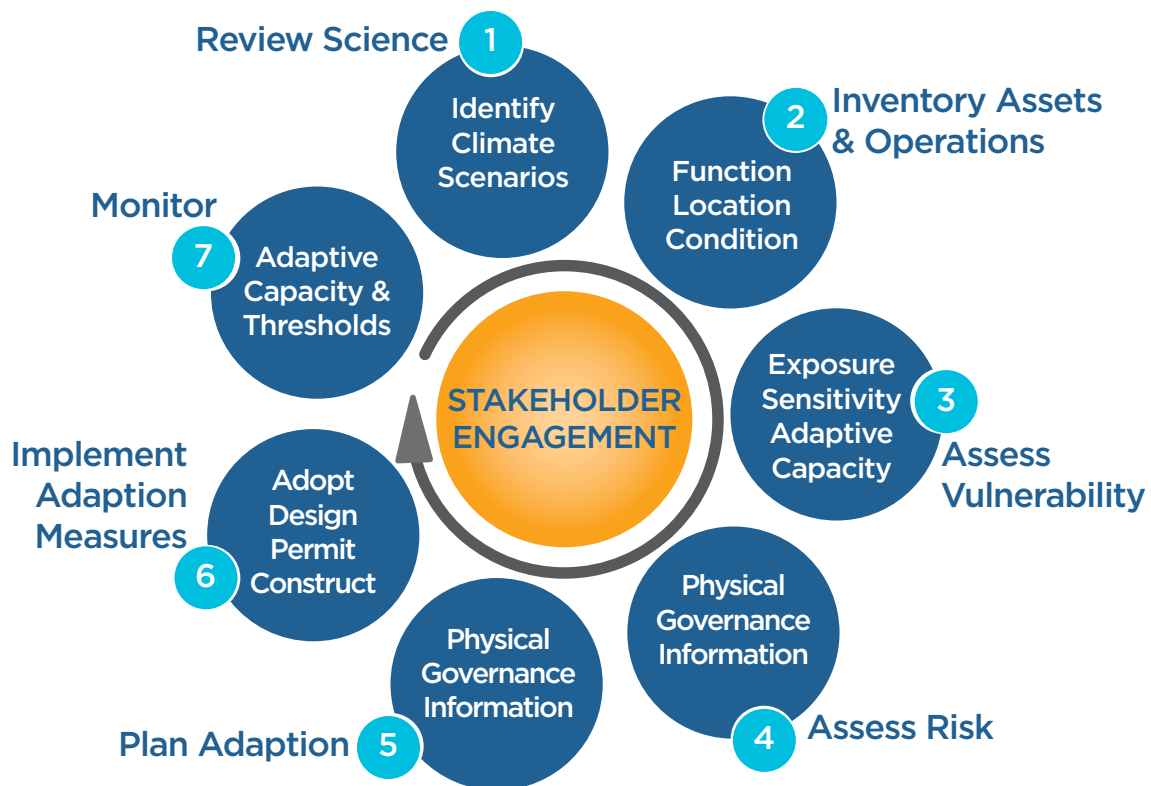 Review Science
1
Identify
Climate
Scenarios
2
Inventory Assets
& Operations
Function
Location
Condition
3
Exposure
Sensitivity
Adaptive
Capacity
Assess
Vulnerability
Physical
Governance
Information
4
Assess Risk
Physical
Governance
Information
Plan Adaption
5
Implement
Adaption
Measures
6
Adopt
Design
Permit
Construct
Monitor
7
Adaptive
Capacity &
Thresholds
STAKEHOLDER
ENGAGEMENT